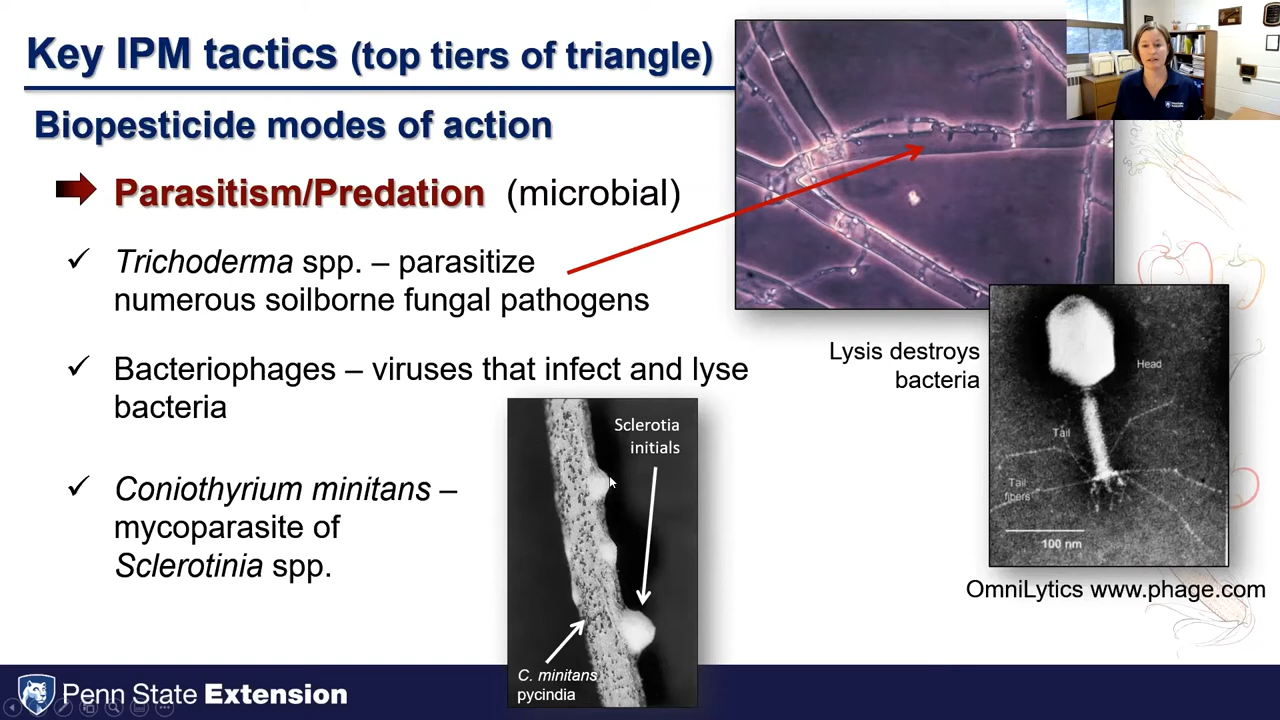 Key IPM tactics (top tiers of triangle)
Biopesticide modes of action
Parasitism/Predation (microbial)
Trichoderma spp. – parasitize
numerous soilborne fungal pathogens
Bacteriophages – viruses that infect and lyse
bacteria
Coniothyrium minitans –
mycoparasite of
Sclerotinia spp.
Sclerotia
initials
C. minitans
pycindia
Lysis destroys
bacteria
Head
Tail
Tail
fibers
100 nm
OmniLytics www.phage.com
Penn State Extension